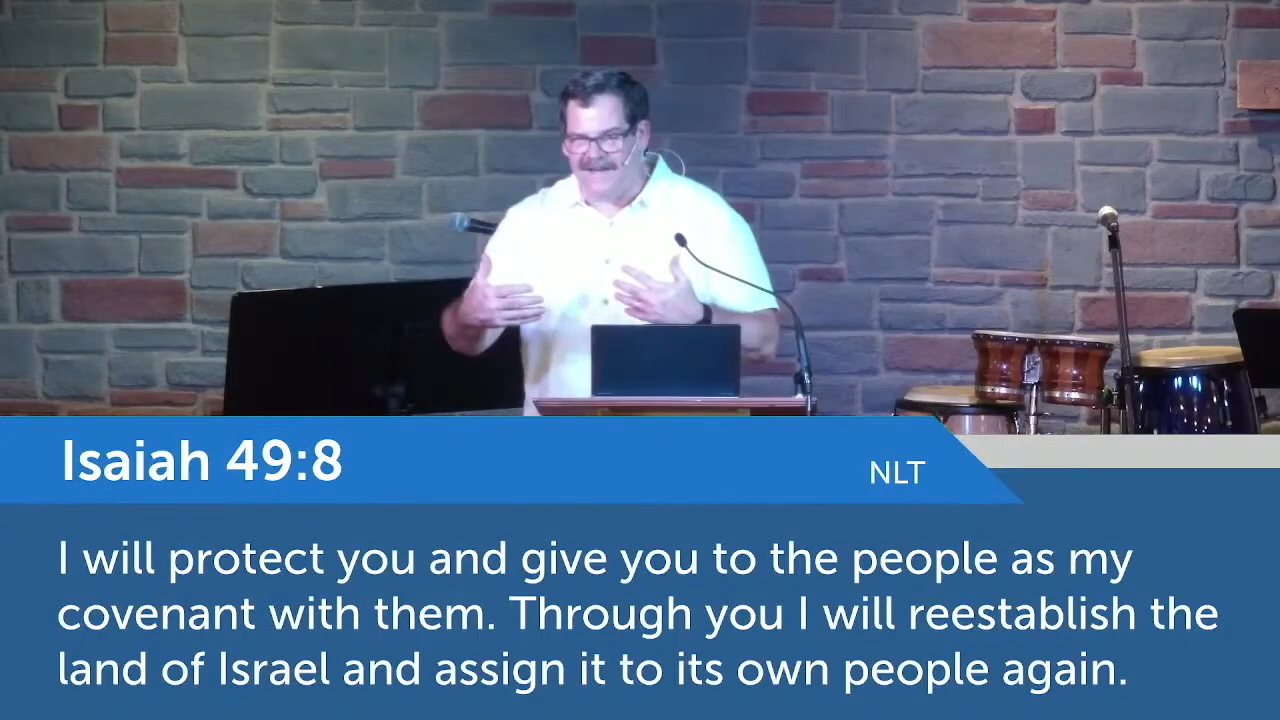 Isaiah 49:8
NLT
I will protect you and give you to the people as my
covenant with them. Through you I will reestablish the
land of Israel and assign it to its own people again.